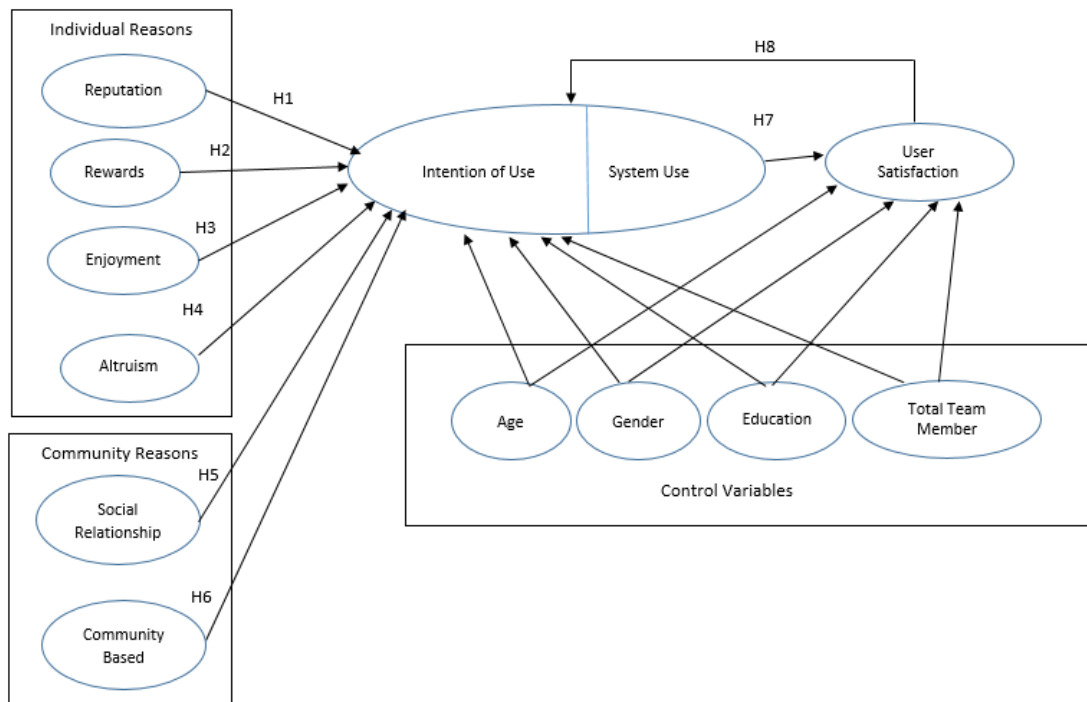 Individual Reasons
Reputation
Rewards
Enjoyment
Altruism
H1
H2
H3
H4
Community Reasons
Social
Relationship
Community
Based
H5
H6
Intention of Use
System Use
H7
H8
User
Satisfaction
Age
Gender
Education
Total Team
Member
Control Variables